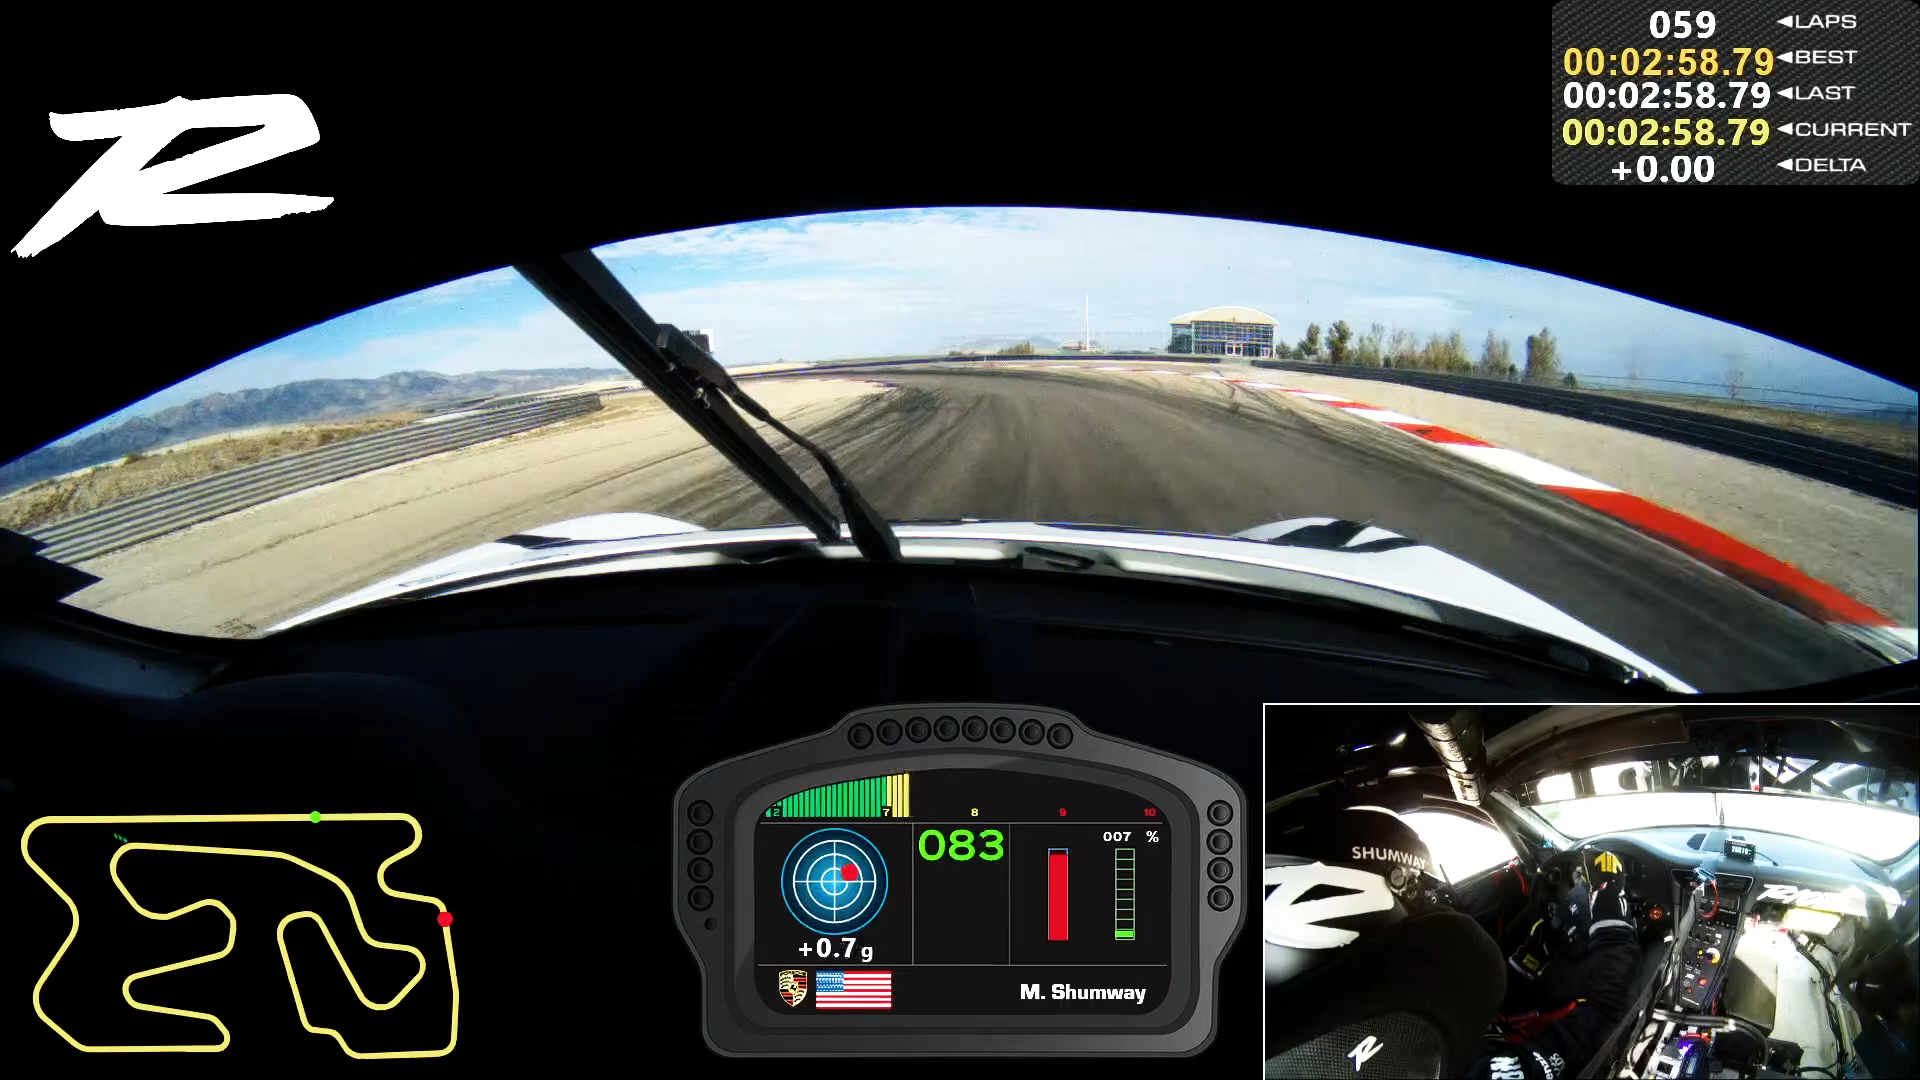 059 ◄LAPS
00:02:58.79 ◄BEST
00:02:58.79 ◄LAST
00:02:58.79 ◄CURRENT
+0.00 ◄DELTA
R
2 7 8 9 10
083
007 %
+0.7 g
M. Shumway
SHUMWAY
R